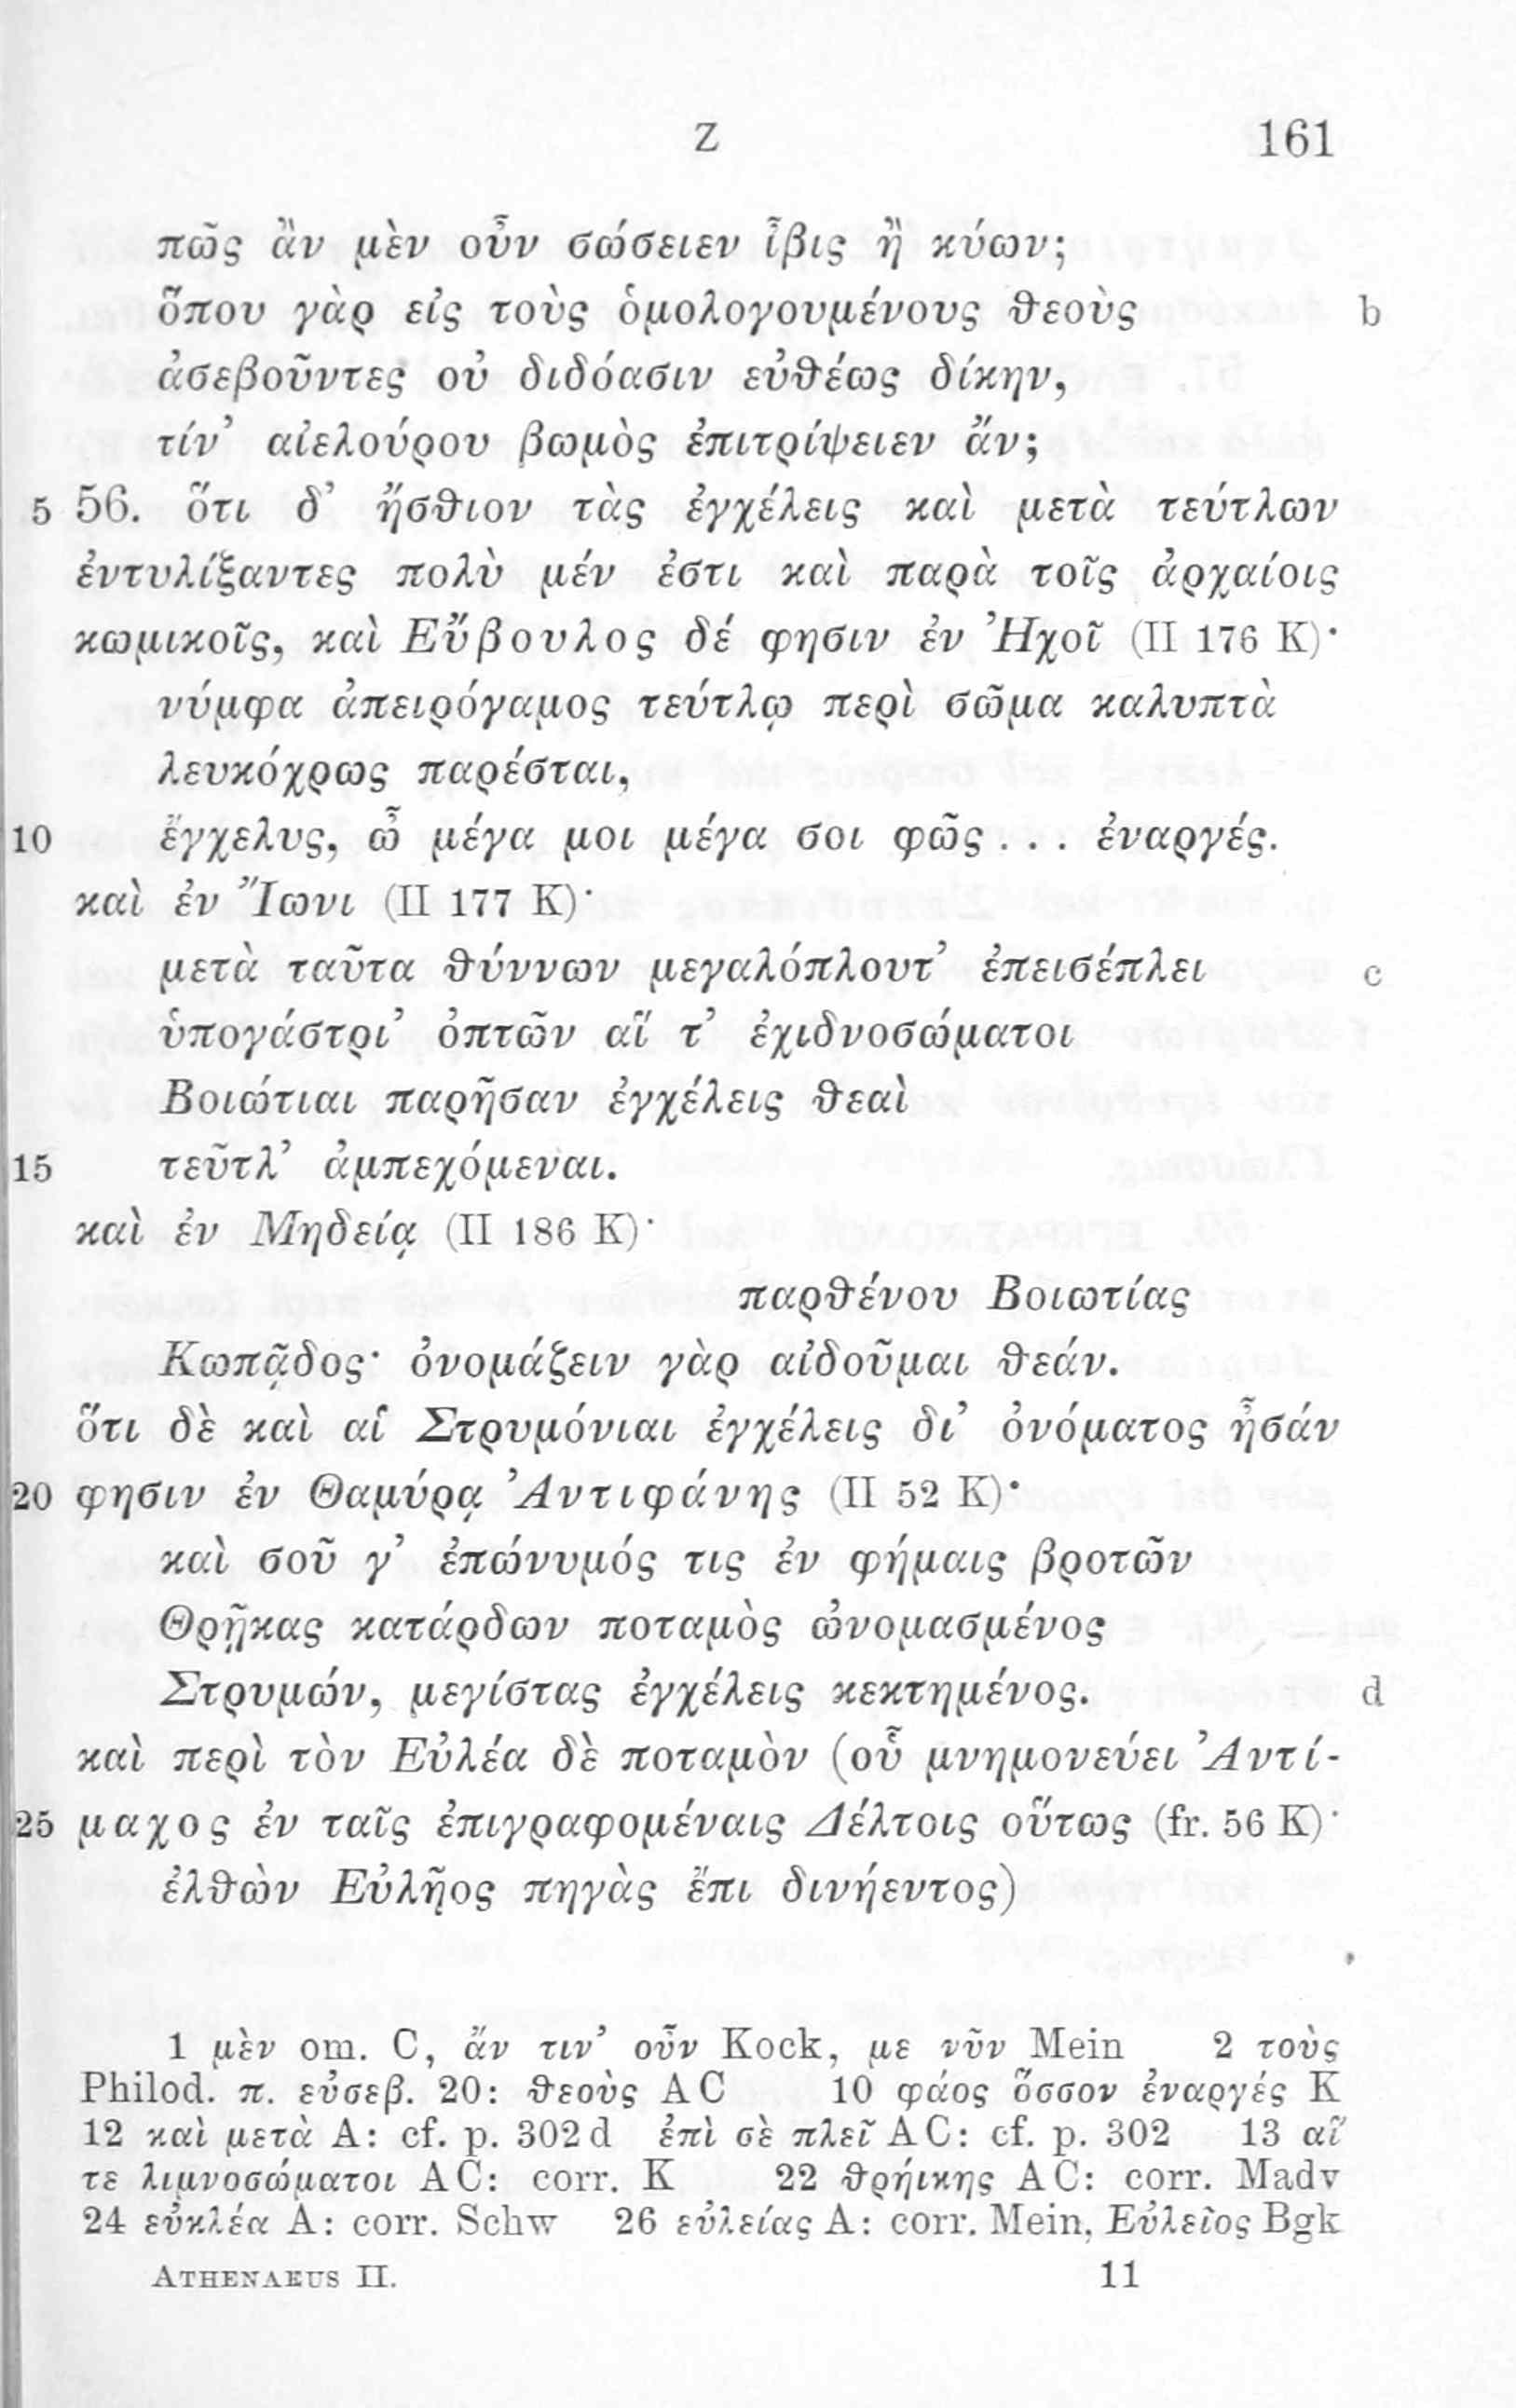 Z 161
πῶς ἂν μὲν οὖν σώσειεν ἶβις ἢ κύων;
ὅπου γὰρ εἰς τοὺς ὁμολογουμένους θεοὺς b
ἀσεβοῦντες οὐ διδόασιν εὐθέως δίκην,
τίν’ αἰελούρου βωμὸς ἐπιτρίψειεν ἄν;
5 56. ὅτι δ’ ἤσθιον τὰς ἐγχέλεις καὶ μετὰ τεύτλων
ἐντυλίξαντες πολὺ μέν ἐστι καὶ παρὰ τοῖς ἀρχαίοις
κωμικοῖς, καὶ Εὔβουλος δέ φησιν ἐν Ἠχοῖ (II 176 K)·
νύμφα ἀπειρόγαμος τεύτλῳ περὶ σῶμα καλυπτὰ
λευκόχρως παρέσται,
10 ἔγχελυς, ὦ μέγα μοι μέγα σοι φῶς . . . ἐναργές.
καὶ ἐν Ἴωνι (II 177 K)·
μετὰ ταῦτα θύννων μεγαλόπλουτ’ ἐπεισέπλει c
ὑπογάστρι’ ὀπτῶν αἵ τ’ ἐχιδνοσώματοι
Βοιώτιαι παρῆσαν ἐγχέλεις θεαὶ
15 τεῦτλ’ ἀμπεχόμεναι.
καὶ ἐν Μηδείᾳ (II 186 K)·
παρθένου Βοιωτίας
Κωπᾷδος· ὀνομάζειν γὰρ αἰδοῦμαι θεάν.
ὅτι δὲ καὶ αἱ Στρυμόνιαι ἐγχέλεις δι’ ὀνόματος ἦσάν
20 φησιν ἐν Θαμύρᾳ Ἀντιφάνης (II 52 K)·
καὶ σοῦ γ’ ἐπώνυμός τις ἐν φήμαις βροτῶν
Θρῄκας κατάρδων ποταμὸς ὠνομασμένος
Στρυμών, μεγίστας ἐγχέλεις κεκτημένος. d
καὶ περὶ τὸν Εὐλέα δὲ ποταμὸν (οὗ μνημονεύει Ἀντί-
25 μαχος ἐν ταῖς ἐπιγραφομέναις Δέλτοις οὕτως (fr. 56 K)·
ἐλθὼν Εὐλῆος πηγὰς ἔπι δινήεντος)
1 μὲν om. C, ἄν τιν’ οὖν Kock, με νῦν Mein 2 τοὺς
Philod. π. εὐσεβ. 20: θεοὺς AC 10 φάος ὅσσον ἐναργές K
12 καὶ μετὰ A: cf. p. 302d ἐπὶ σὲ πλεῖ AC: cf. p. 302 13 αἵ
τε λιμνοσώματοι AC: corr. K 22 θρήικης AC: corr. Madv
24 εὐκλέα A: corr. Schw 26 εὐλείας A: corr. Mein, Εὐλεῖος Bgk
ATHENAEUS II. 11